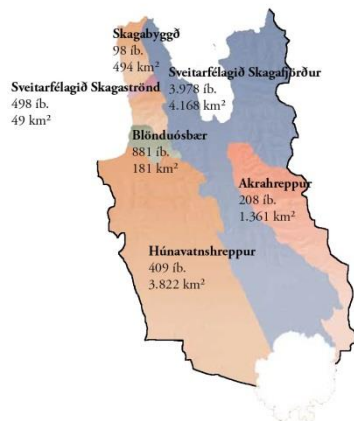 Skagabyggð
98 íb.
494 km²
Sveitarfélagið Skagaströnd
498 íb.
49 km²
Sveitarfélagið Skagafjörður
3.978 íb.
4.168 km²
Blönduósbær
881 íb.
181 km²
Akrahreppur
208 íb.
1.361 km²
Húnavatnshreppur
409 íb.
3.822 km²